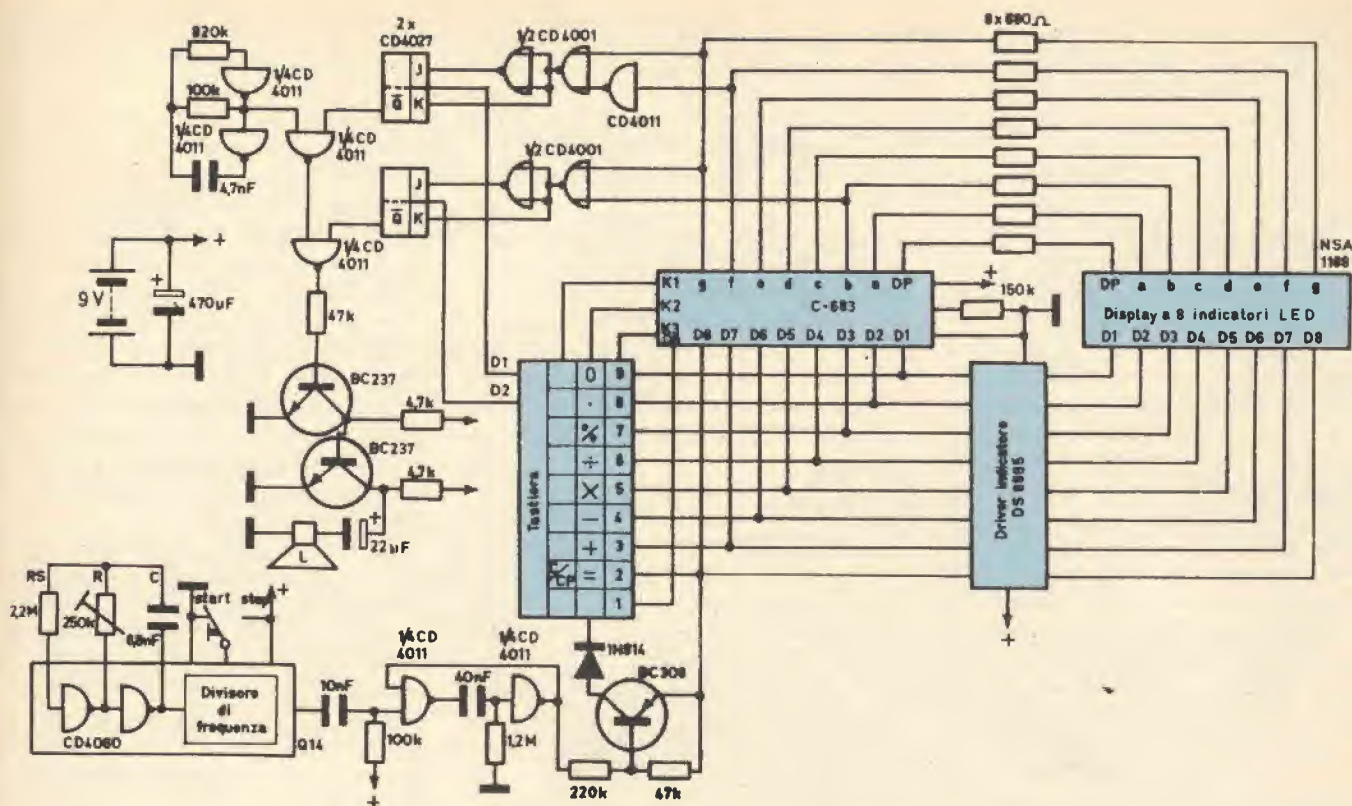 820k
1/4CD
4011
100k
1/4CD
4011
4,7nF
1/4CD
4011
2 x
CD4027
J
Q̅ K
J
Q̅ K
1/2CD4001
CD4011
1/2CD4001
8x680Ω
9V
+
+
470µF
1/4CD
4011
47k
BC237
4,7k
BC237
4,7k
+
22µF
L
D1
D2
K1 g f e d c b a DP
K2
C-683
K3
D8 D7 D6 D5 D4 D3 D2 D1
+
150k
NSA
1188
DP a b c d e f g
Display a 8 indicatori LED
D1 D2 D3 D4 D5 D6 D7 D8
Tastiera
0 9
. 8
% 7
÷ 6
× 5
− 4
+ 3
= 2
1
Driver indicatore
DS 8685
+
RS
R
C
2,2M
250k
6,8nF
start stop
+
Divisore
di
frequenza
CD4060
Q14
10nF
100k
+
1/4CD
4011
40nF
1,2M
1/4CD
4011
1N914
BC308
220k
47k